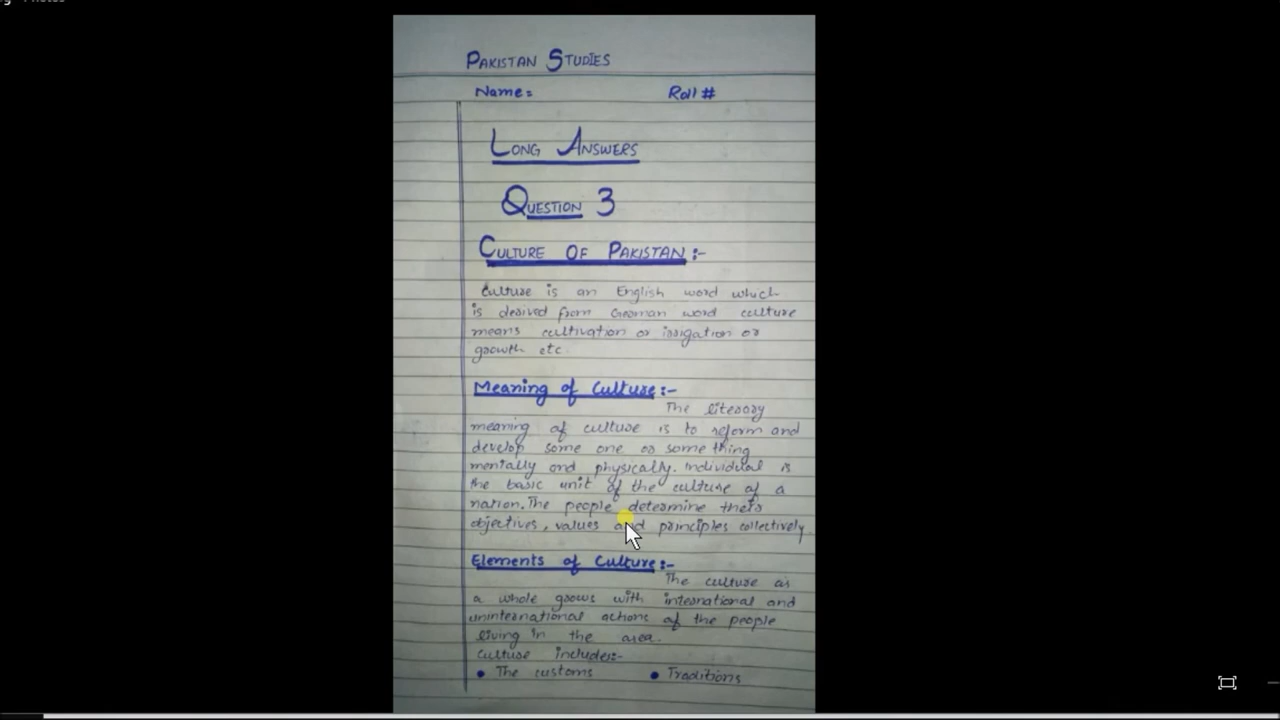 PAKISTAN STUDIES
Name= Roll #
LONG ANSWERS
QUESTION 3
CULTURE OF PAKISTAN :-
Culture is an English word which
is derived from German word culture
means cultivation or irrigation or
growth etc.
Meaning of Culture:-
The literary
meaning of culture is to reform and
develop some one or some thing
mentally and physically. Individual is
the basic unit of the culture of a
nation. The people determine their
objectives, values and principles collectively
Elements of Culture:-
The culture as
a whole grows with international and
uninternational actions of the people
living in the area.
Culture includes:-
• The customs • Traditions